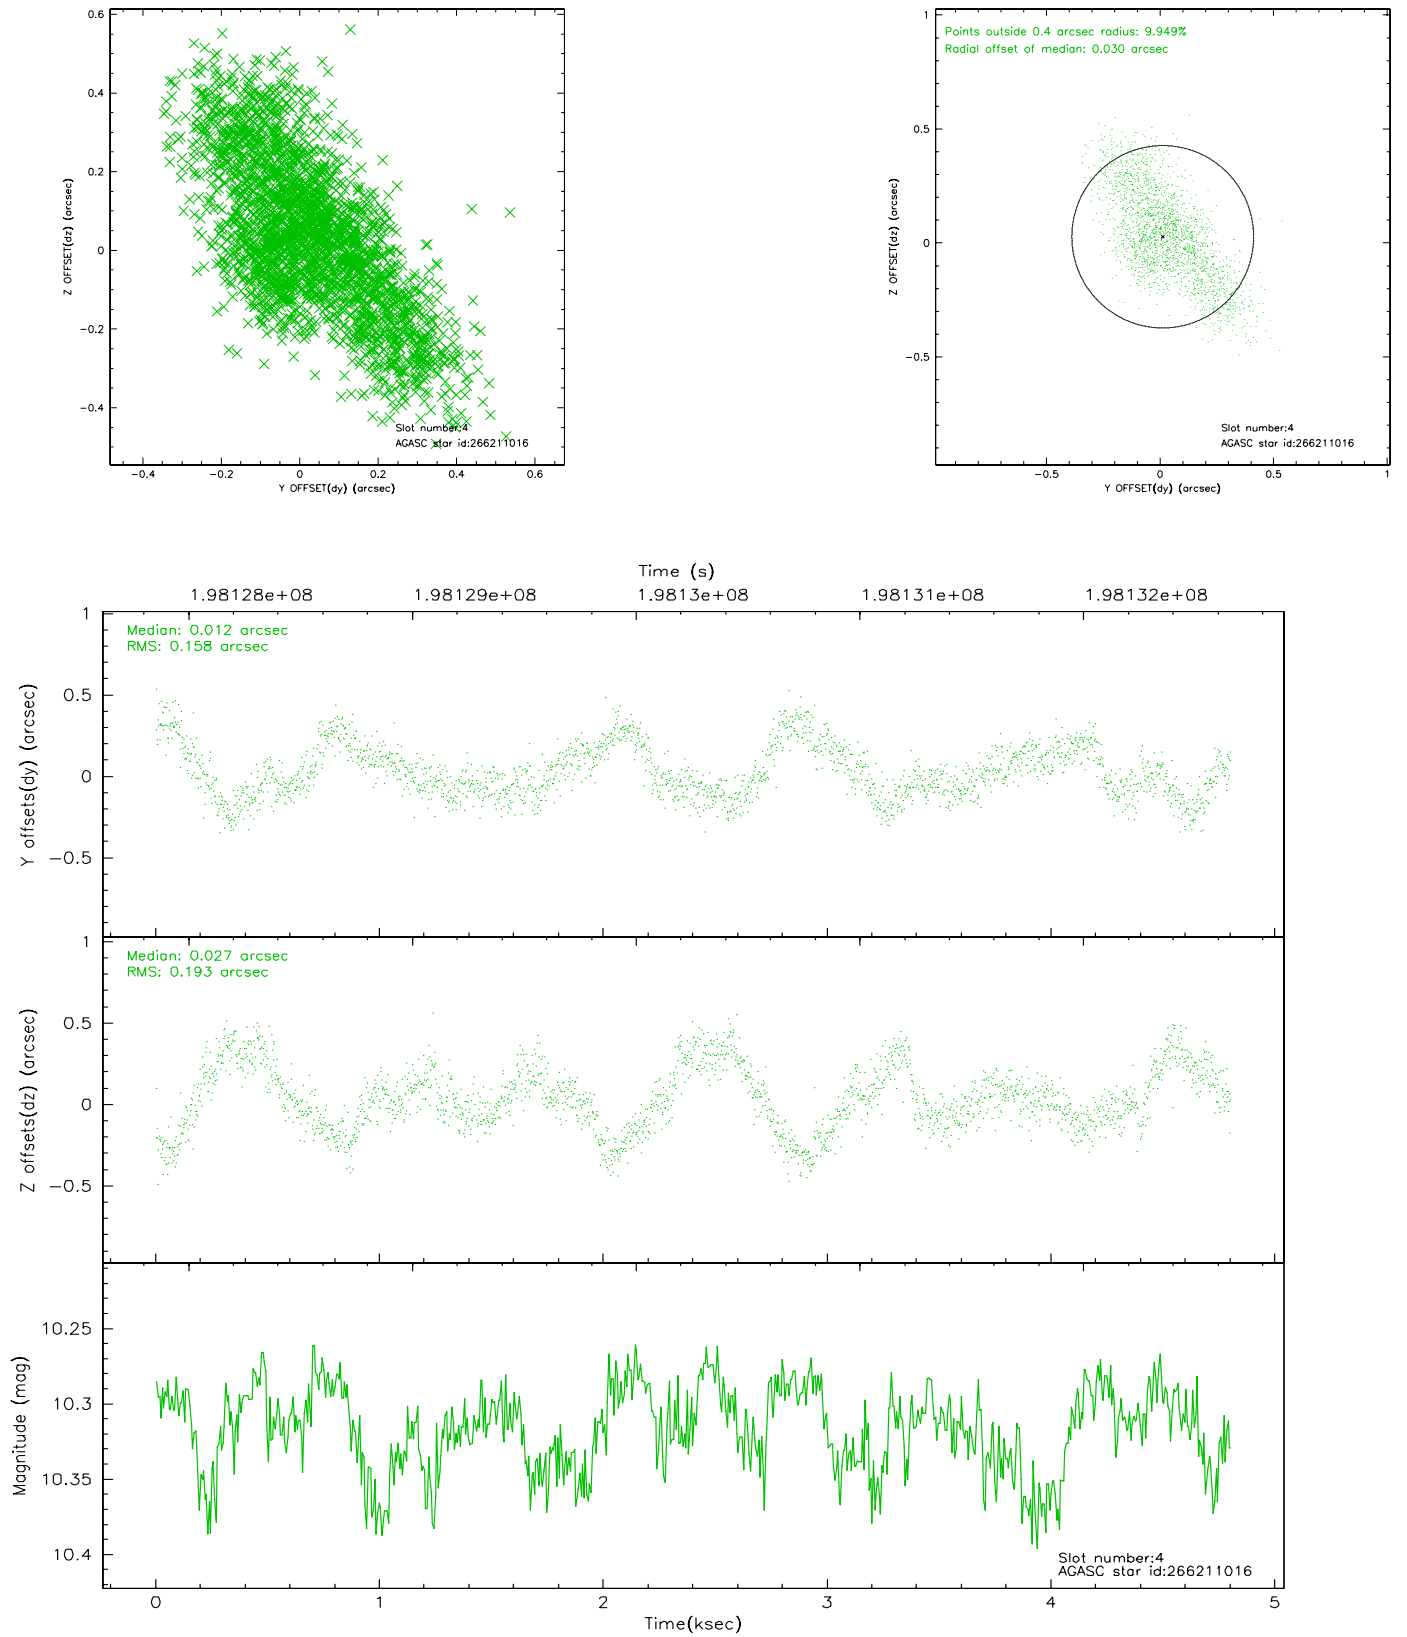 0.6
0.4
0.2
0
−0.2
−0.4
−0.4 −0.2 0 0.2 0.4 0.6
Z OFFSET(dz) (arcsec)
Y OFFSET(dy) (arcsec)
Slot number:4
AGASC star id:266211016
Points outside 0.4 arcsec radius: 9.949%
Radial offset of median: 0.030 arcsec
1
0.5
0
−0.5
−0.5 0 0.5 1
Z OFFSET(dz) (arcsec)
Y OFFSET(dy) (arcsec)
Slot number:4
AGASC star id:266211016
Time (s)
1.98128e+08 1.98129e+08 1.9813e+08 1.98131e+08 1.98132e+08
Median: 0.012 arcsec
RMS: 0.158 arcsec
1
0.5
0
−0.5
Y offsets(dy) (arcsec)
Median: 0.027 arcsec
RMS: 0.193 arcsec
1
0.5
0
−0.5
Z offsets(dz) (arcsec)
10.25
10.3
10.35
10.4
Magnitude (mag)
Slot number:4
AGASC star id:266211016
0 1 2 3 4 5
Time(ksec)